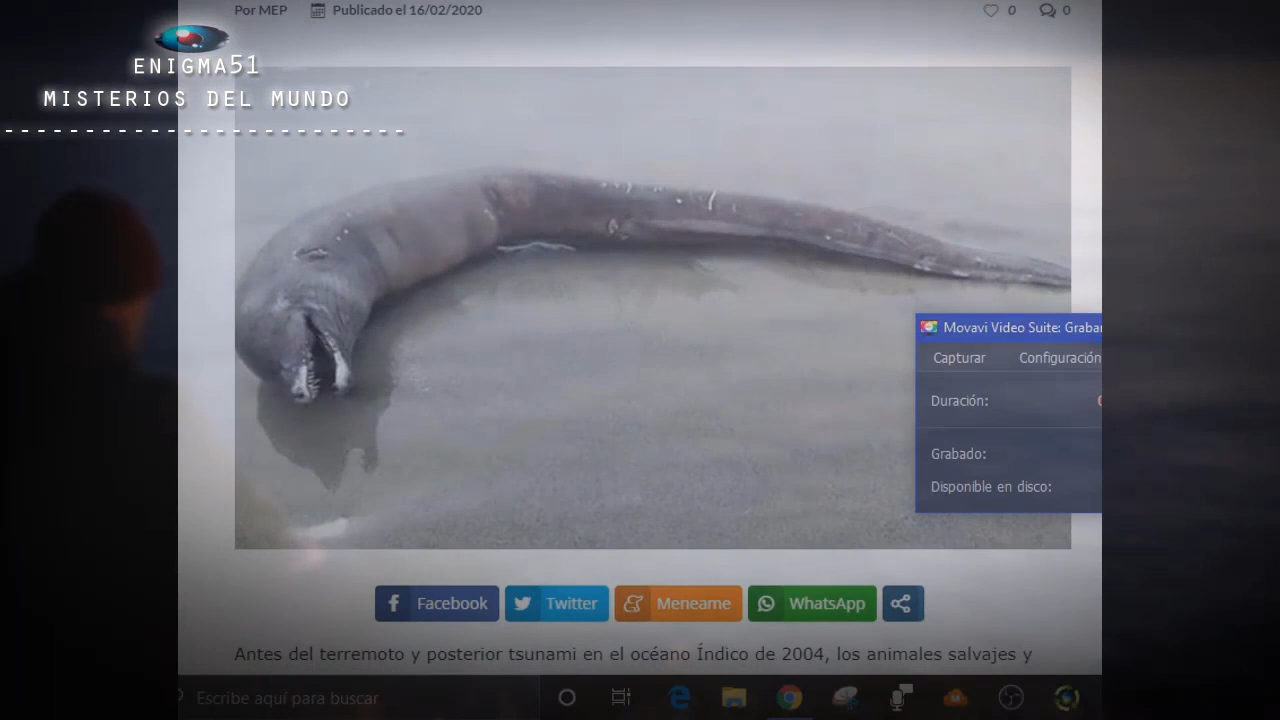 Por MEP Publicado el 16/02/2020 0 0
ENIGMA51
MISTERIOS DEL MUNDO
Movavi Video Suite: Graba
Capturar Configuración
Duración:
Grabado:
Disponible en disco:
Facebook Twitter Meneame WhatsApp
Antes del terremoto y posterior tsunami en el océano Índico de 2004, los animales salvajes y
Escribe aquí para buscar